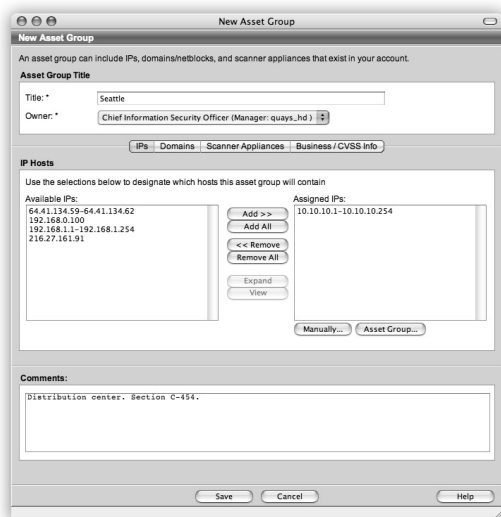 New Asset Group
New Asset Group
An asset group can include IPs, domains/netblocks, and scanner appliances that exist in your account.
Asset Group Title
Title: * Seattle
Owner: * Chief Information Security Officer (Manager: quays_hd )
IPs Domains Scanner Appliances Business / CVSS Info
IP Hosts
Use the selections below to designate which hosts this asset group will contain
Available IPs:
64.41.134.59-64.41.134.62
192.168.0.100
192.168.1.1-192.168.1.254
216.27.161.91
Add >>
Add All
<< Remove
Remove All
Expand
View
Assigned IPs:
10.10.10.1-10.10.10.254
Manually... Asset Group...
Comments:
Distribution center. Section C-454.
Save Cancel Help